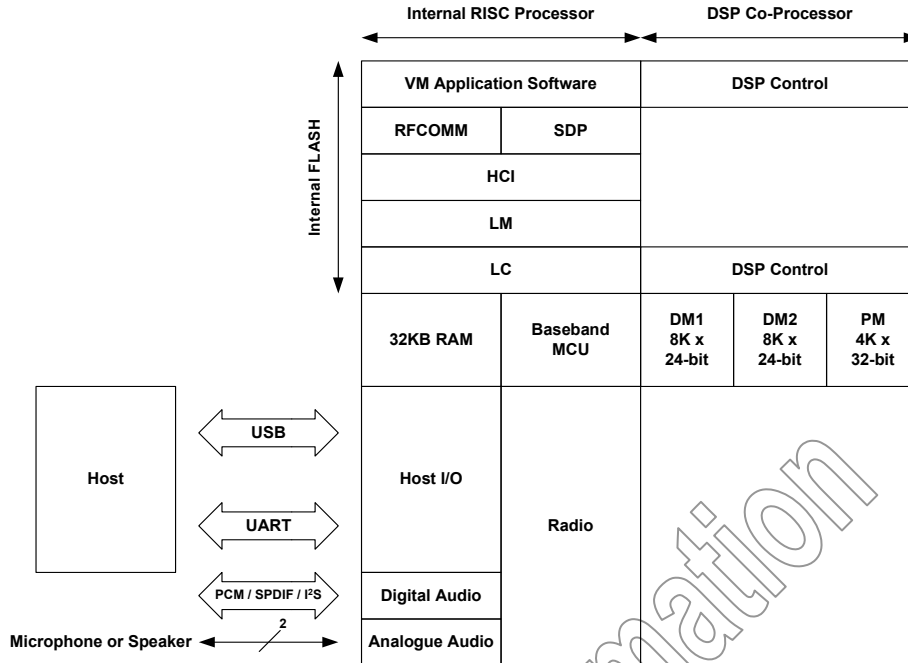 Internal RISC Processor
DSP Co-Processor
Internal FLASH
VM Application Software
DSP Control
RFCOMM
SDP
HCI
LM
LC
DSP Control
32KB RAM
Baseband
MCU
DM1
8K x
24-bit
DM2
8K x
24-bit
PM
4K x
32-bit
Host
USB
UART
Host I/O
Radio
PCM / SPDIF / I²S
Digital Audio
Microphone or Speaker
2
Analogue Audio